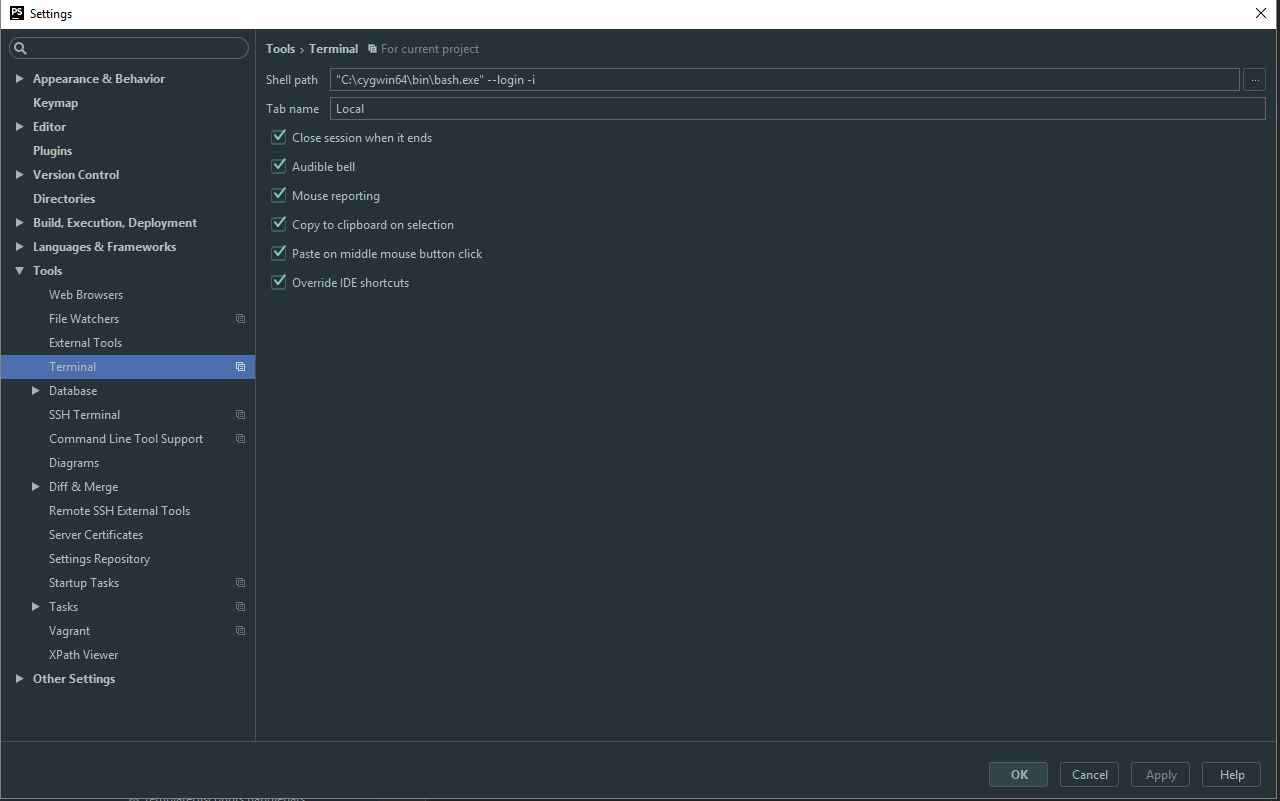 PS Settings
Appearance & Behavior
Keymap
Editor
Plugins
Version Control
Directories
Build, Execution, Deployment
Languages & Frameworks
Tools
Web Browsers
File Watchers
External Tools
Terminal
Database
SSH Terminal
Command Line Tool Support
Diagrams
Diff & Merge
Remote SSH External Tools
Server Certificates
Settings Repository
Startup Tasks
Tasks
Vagrant
XPath Viewer
Other Settings
Tools › Terminal For current project
Shell path "C:\cygwin64\bin\bash.exe" --login -i ...
Tab name Local
Close session when it ends
Audible bell
Mouse reporting
Copy to clipboard on selection
Paste on middle mouse button click
Override IDE shortcuts
OK Cancel Apply Help